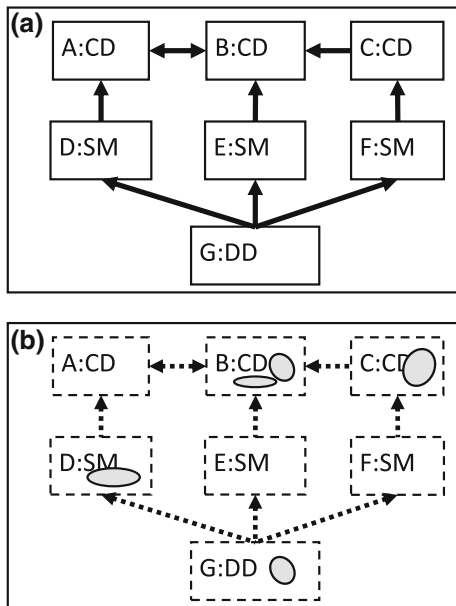 (a)
A:CD B:CD C:CD
D:SM E:SM F:SM
G:DD
(b)
A:CD B:CD C:CD
D:SM E:SM F:SM
G:DD